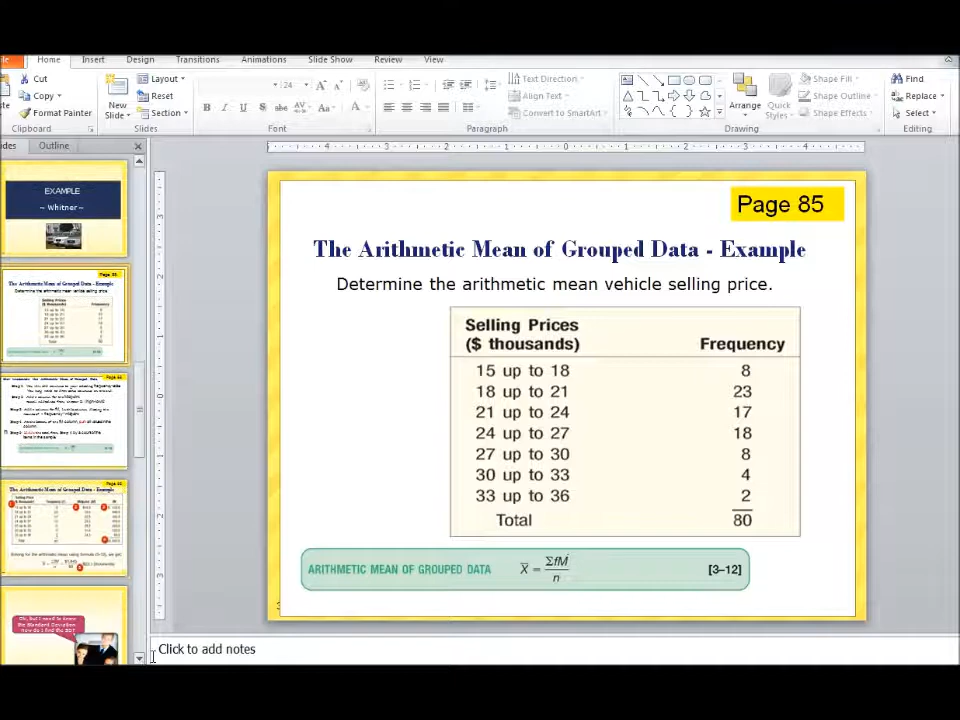 Home Insert Design Transitions Animations Slide Show Review View
Cut
Copy
Format Painter
Clipboard
New
Slide
Layout
Reset
Section
Slides
24
B I U S abc AV Aa A
Font
Paragraph
Text Direction
Align Text
Convert to SmartArt
Arrange
Quick
Styles
Shape Fill
Shape Outline
Shape Effects
Drawing
Find
Replace
Select
Editing
Outline
EXAMPLE
~ Whitner ~
Page 85
The Arithmetic Mean of Grouped Data - Example
Determine the arithmetic mean vehicle selling price.
Selling Prices
($ thousands) Frequency
15 up to 18 8
18 up to 21 23
21 up to 24 17
24 up to 27 18
27 up to 30 8
30 up to 33 4
33 up to 36 2
Total 80
ARITHMETIC MEAN OF GROUPED DATA X̄ = ΣfM / n [3–12]
Click to add notes